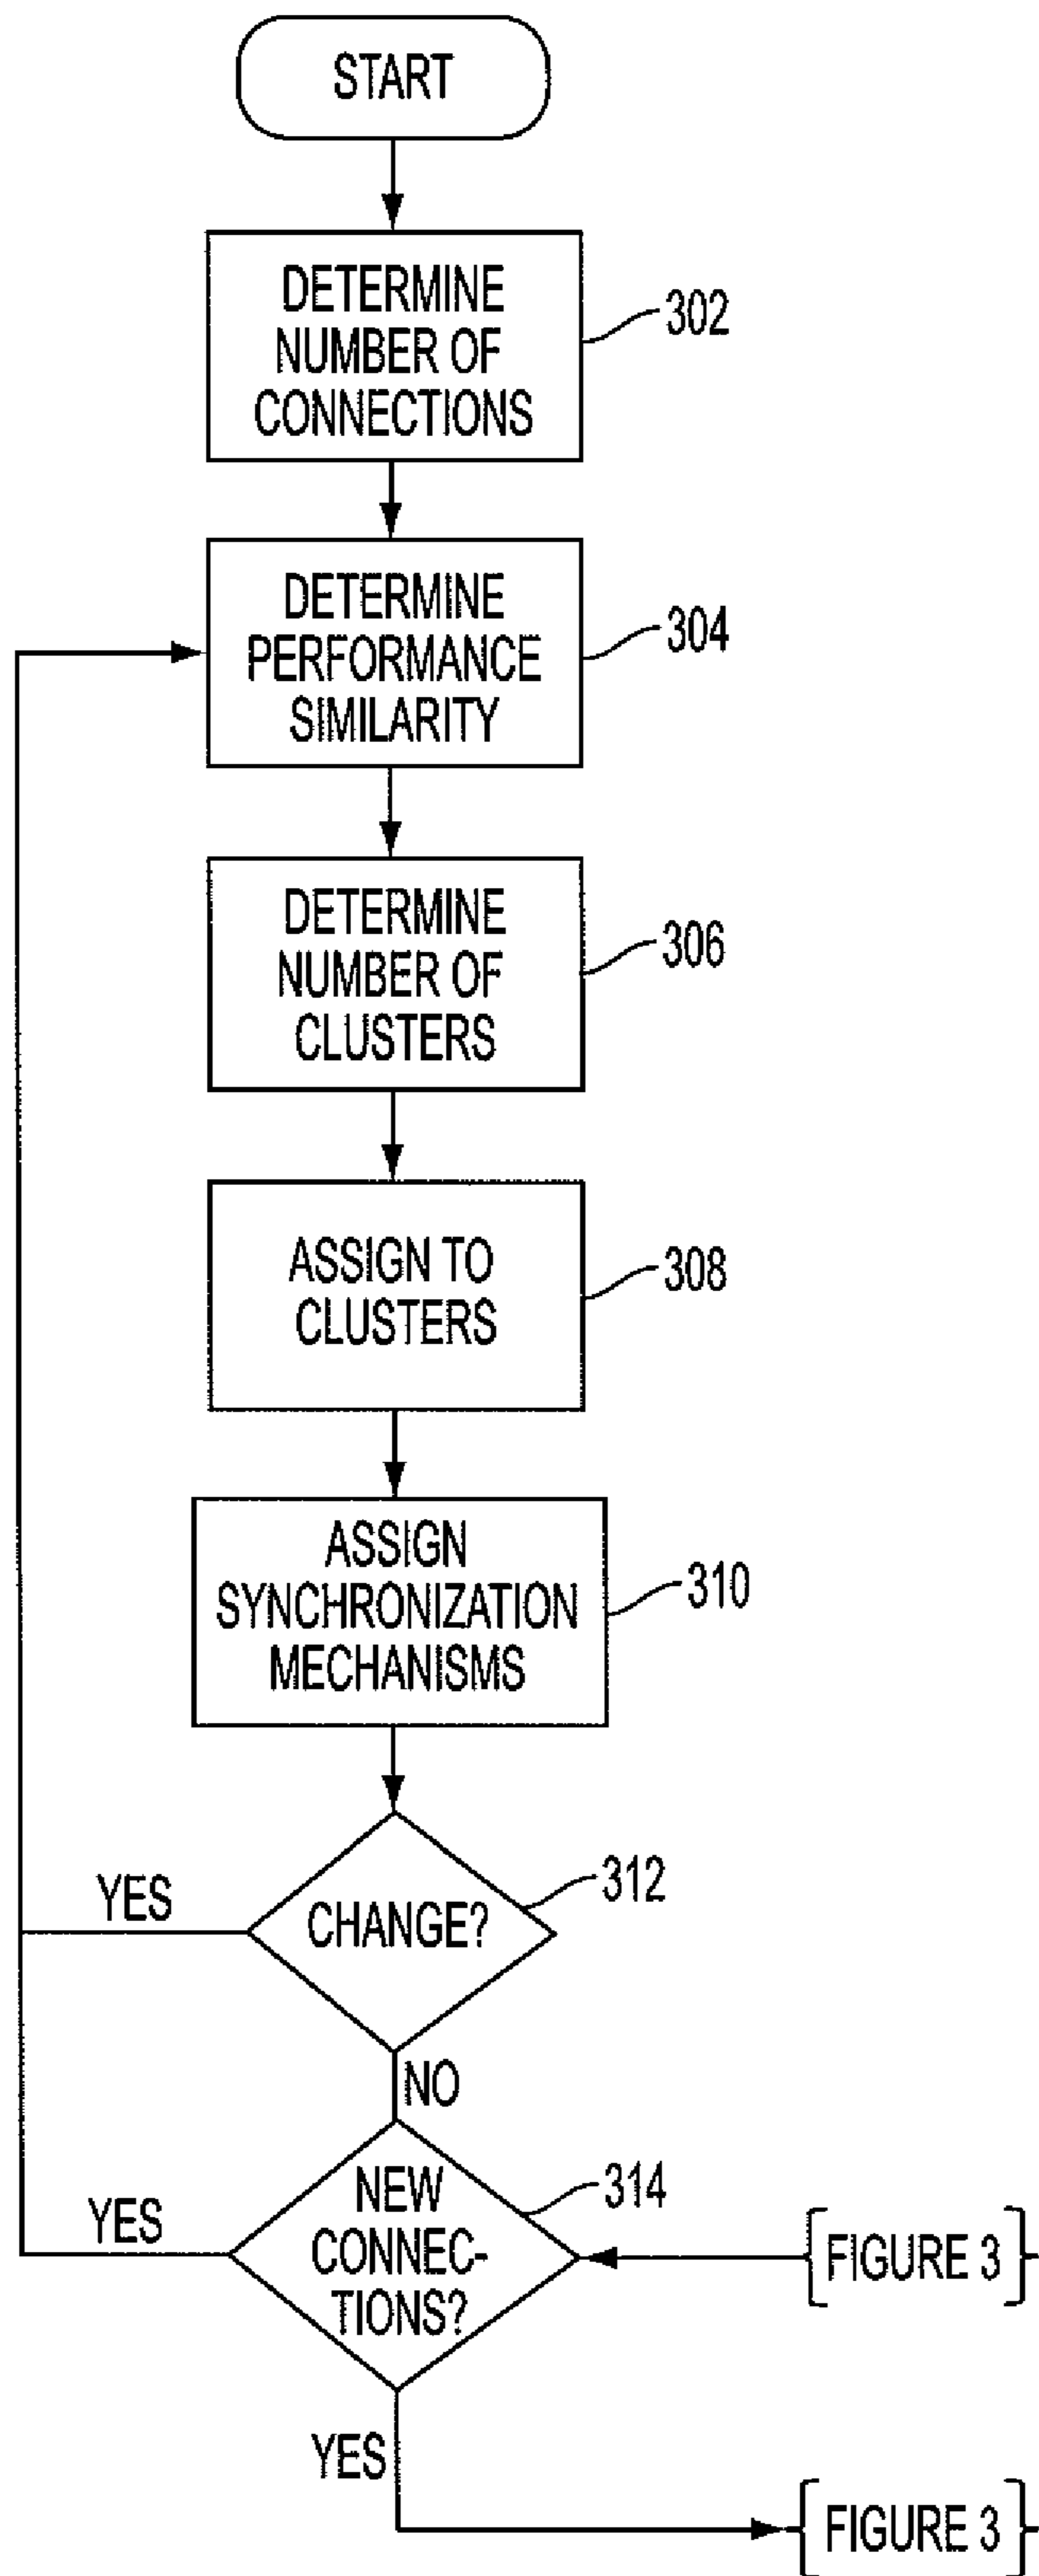 START
DETERMINE
NUMBER OF
CONNECTIONS
302
DETERMINE
PERFORMANCE
SIMILARITY
304
DETERMINE
NUMBER OF
CLUSTERS
306
ASSIGN TO
CLUSTERS
308
ASSIGN
SYNCHRONIZATION
MECHANISMS
310
CHANGE?
312
YES
NO
NEW
CONNEC-
TIONS?
314
YES
{FIGURE 3}
YES
{FIGURE 3}